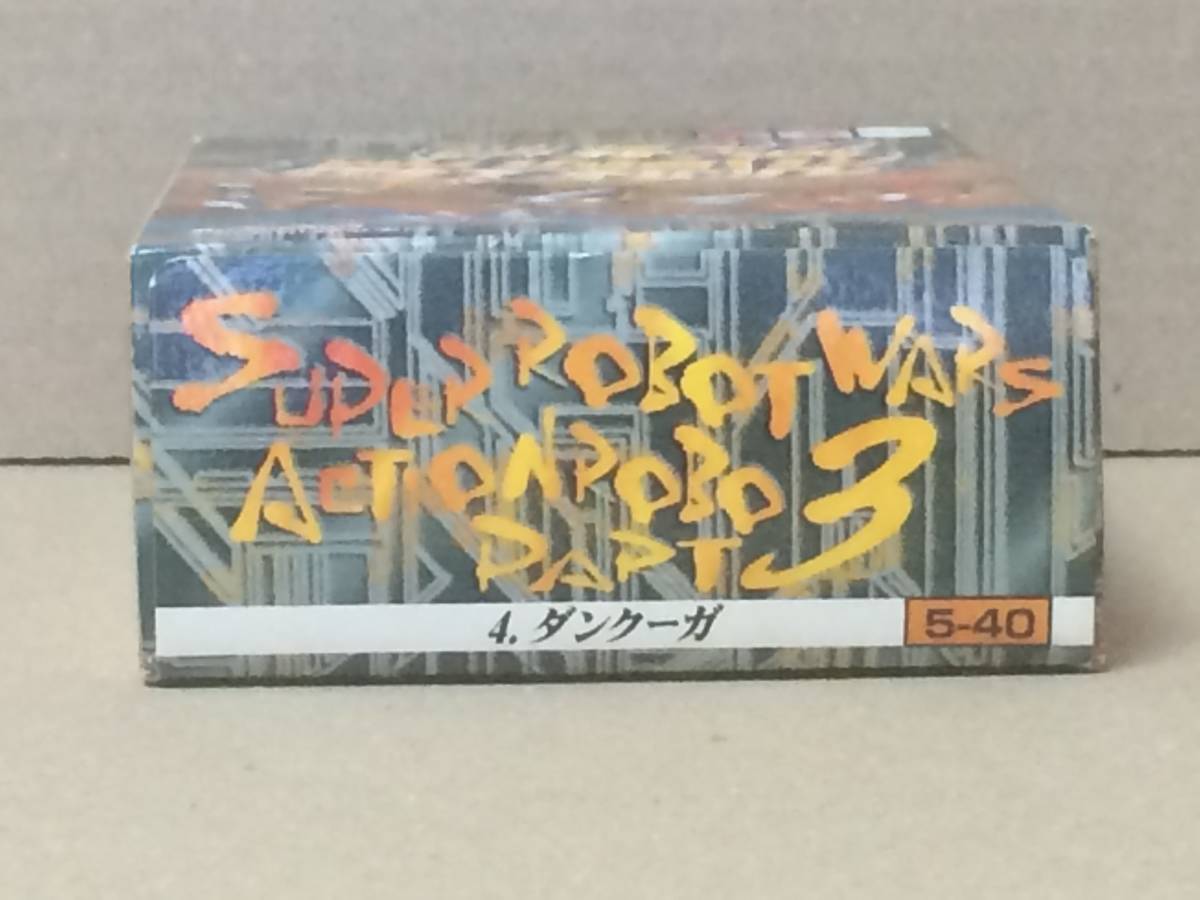 SUPER ROBOT WARS
ACTION ROBO
PART 3
4. ダンクーガ
5-40